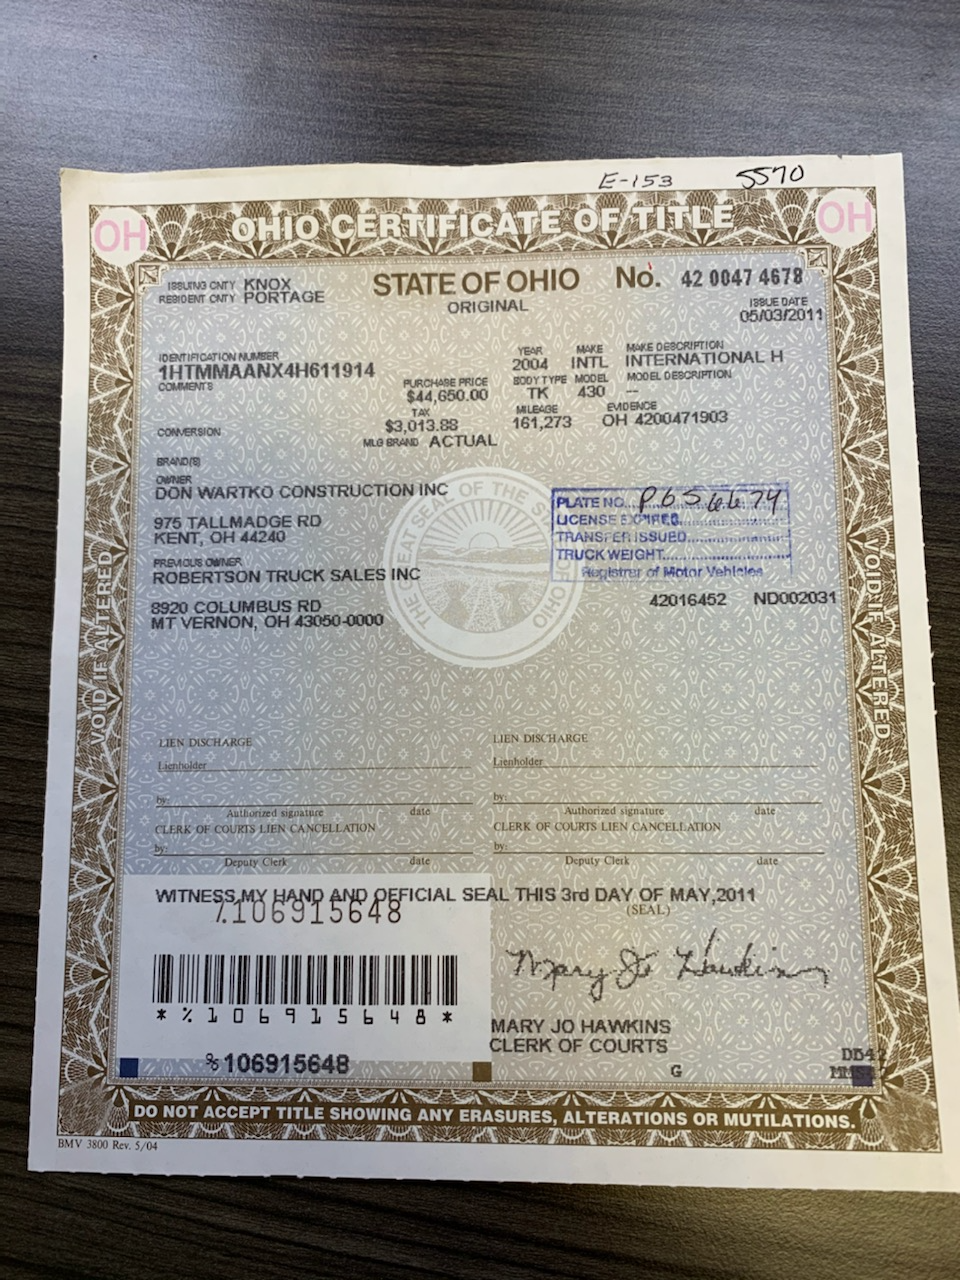 E-153 5570
OHIO CERTIFICATE OF TITLE
OH OH
ISSUING CNTY KNOX
RESIDENT CNTY PORTAGE
STATE OF OHIO
ORIGINAL
No. 42 0047 4678
ISSUE DATE
05/03/2011
IDENTIFICATION NUMBER
1HTMMAANX4H611914
YEAR MAKE MAKE DESCRIPTION
2004 INTL INTERNATIONAL H
COMMENTS
PURCHASE PRICE
$44,650.00
BODY TYPE MODEL MODEL DESCRIPTION
TK 430 --
TAX
$3,013.88
MILEAGE EVIDENCE
161,273 OH 4200471903
CONVERSION
MLG BRAND ACTUAL
BRAND(S)
OWNER
DON WARTKO CONSTRUCTION INC
975 TALLMADGE RD
KENT, OH 44240
PREVIOUS OWNER
ROBERTSON TRUCK SALES INC
8920 COLUMBUS RD
MT VERNON, OH 43050-0000
PLATE NO.
LICENSE EXPIRED
TRANSFER ISSUED
TRUCK WEIGHT
Registrar of Motor Vehicles
42016452 ND002031
THE GREAT SEAL OF THE STATE OF OHIO
VOID IF ALTERED
VOID IF ALTERED
LIEN DISCHARGE
Lienholder
by:
Authorized signature date
CLERK OF COURTS LIEN CANCELLATION
by:
Deputy Clerk date
LIEN DISCHARGE
Lienholder
by:
Authorized signature date
CLERK OF COURTS LIEN CANCELLATION
by:
Deputy Clerk date
WITNESS MY HAND AND OFFICIAL SEAL THIS 3rd DAY OF MAY,2011
(SEAL)
%106915648
*%106915648*
%106915648
Mary Jo Hawkins
MARY JO HAWKINS
CLERK OF COURTS
G
DO NOT ACCEPT TITLE SHOWING ANY ERASURES, ALTERATIONS OR MUTILATIONS.
BMV 3800 Rev. 5/04